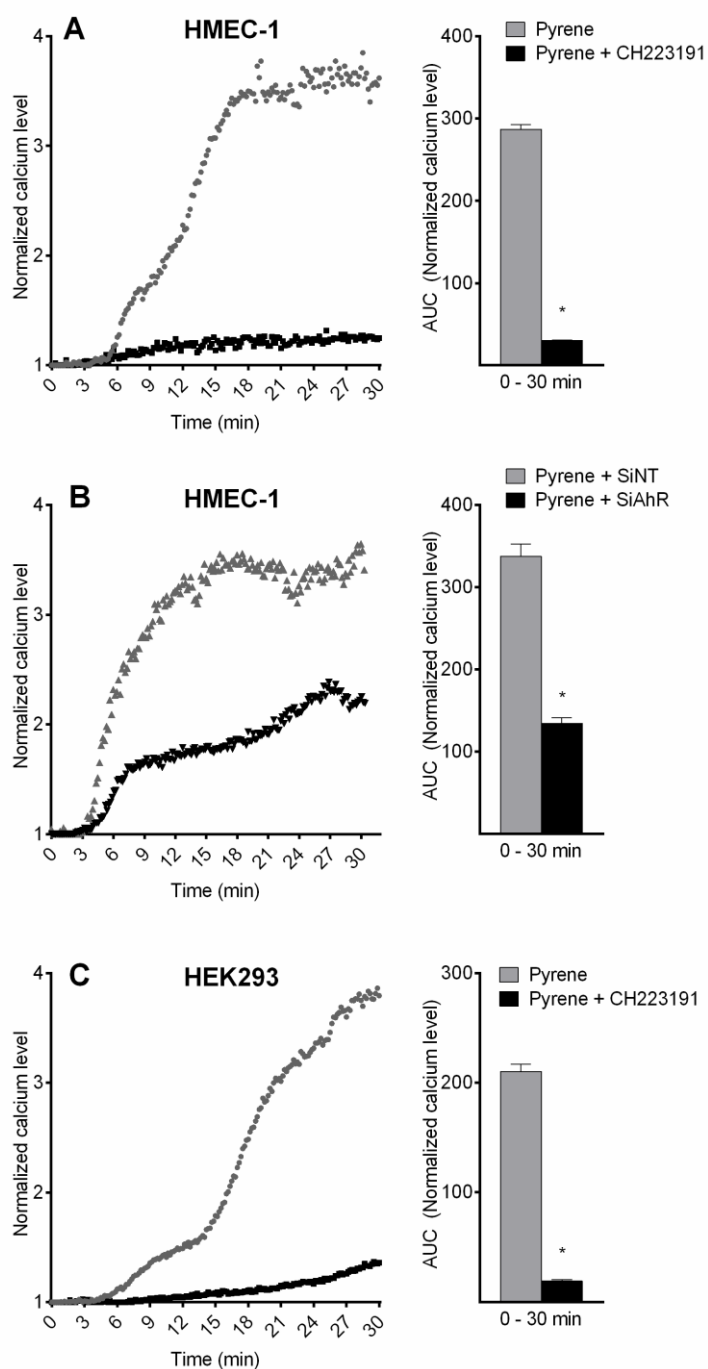 A
HMEC-1
Normalized calcium level
4
3
2
1
0 3 6 9 12 15 18 21 24 27 30
Time (min)
Pyrene
Pyrene + CH223191
AUC (Normalized calcium level)
400
300
200
100
*
0 - 30 min
B
HMEC-1
Normalized calcium level
4
3
2
1
0 3 6 9 12 15 18 21 24 27 30
Time (min)
Pyrene + SiNT
Pyrene + SiAhR
AUC (Normalized calcium level)
400
300
200
100
*
0 - 30 min
C
HEK293
Normalized calcium level
4
3
2
1
0 3 6 9 12 15 18 21 24 27 30
Time (min)
Pyrene
Pyrene + CH223191
AUC (Normalized calcium level)
300
200
100
*
0 - 30 min